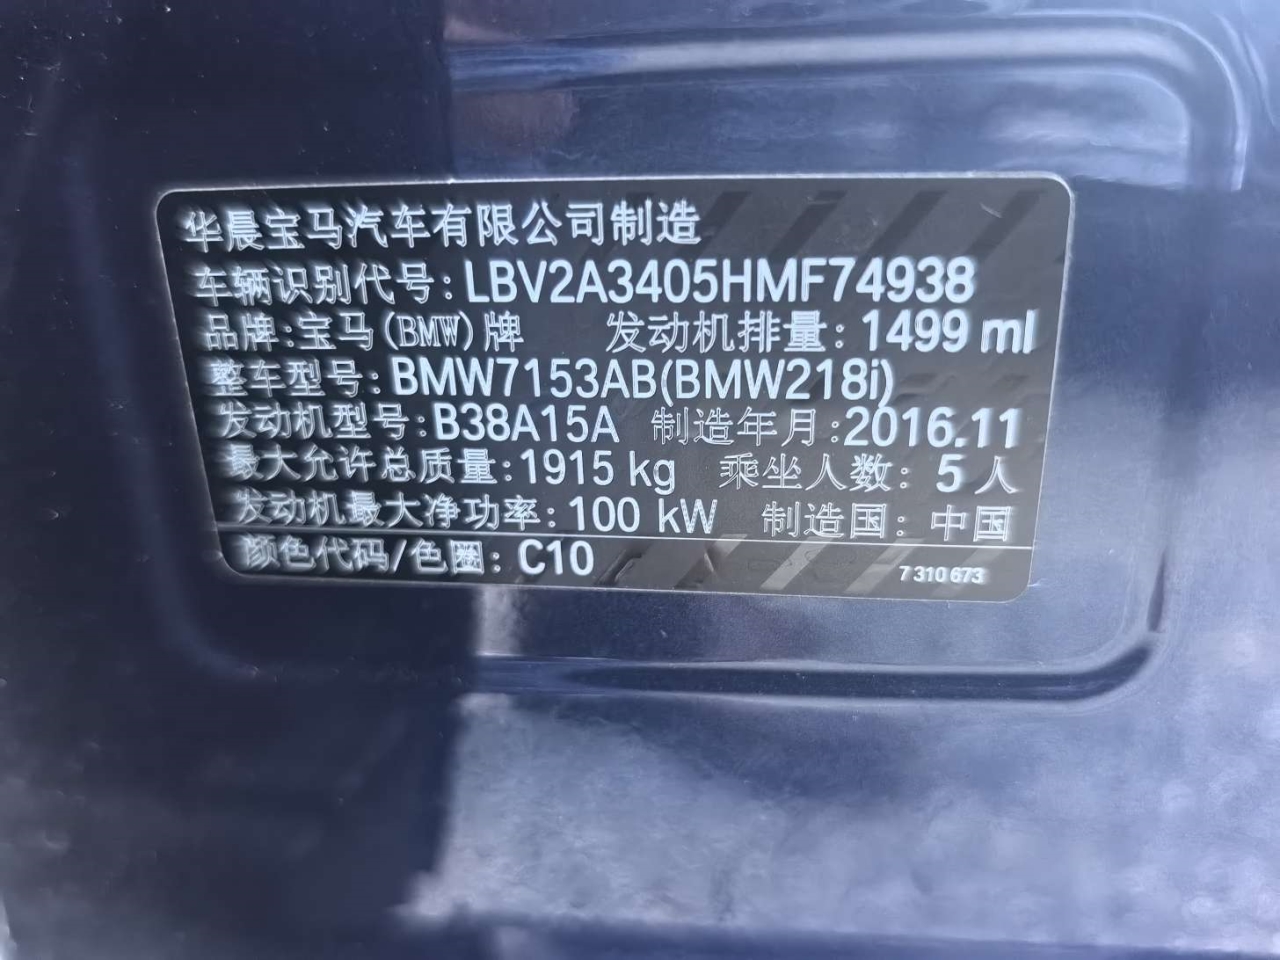 华晨宝马汽车有限公司制造
车辆识别代号:LBV2A3405HMF74938
品牌:宝马(BMW)牌 发动机排量:1499 ml
整车型号:BMW7153AB(BMW218i)
发动机型号:B38A15A 制造年月:2016.11
最大允许总质量:1915 kg 乘坐人数:5人
发动机最大净功率:100 kW 制造国:中国
颜色代码/色圈:C10 7 310 673